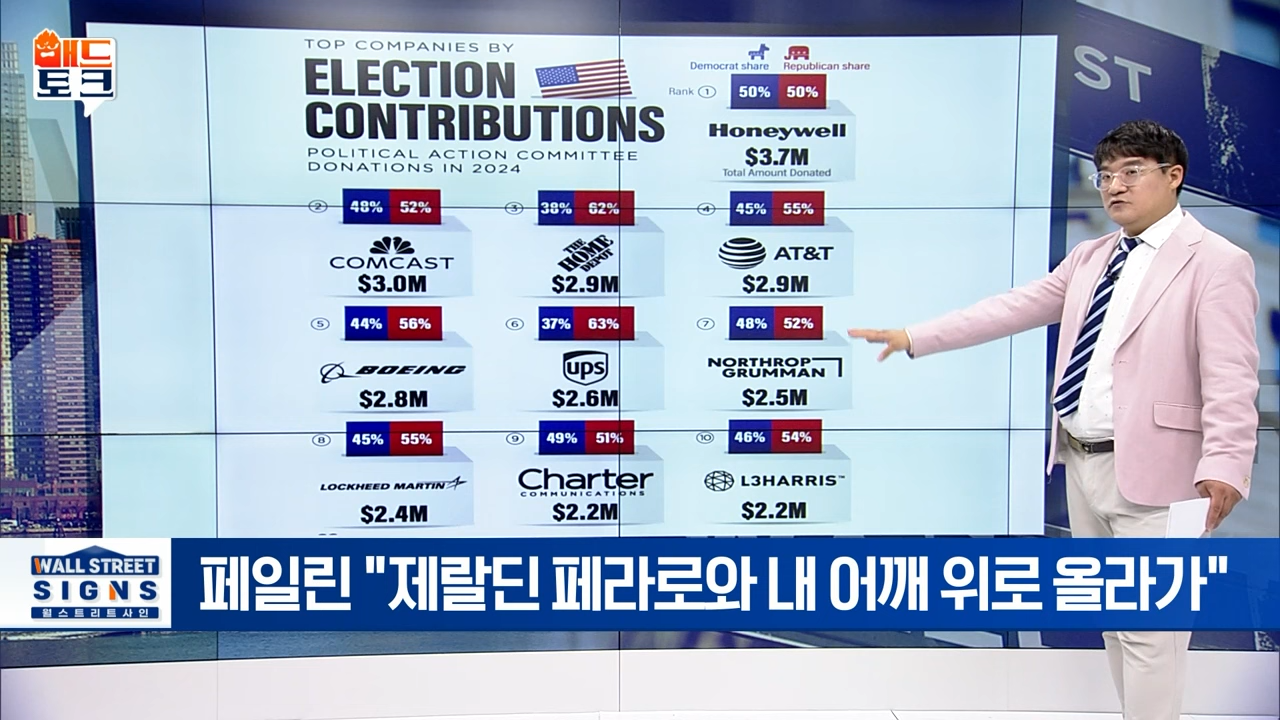 매드
토크
ST
TOP COMPANIES BY
ELECTION
CONTRIBUTIONS
POLITICAL ACTION COMMITTEE
DONATIONS IN 2024
Democrat share Republican share
Rank 1 50% 50%
Honeywell
$3.7M
Total Amount Donated
2 48% 52%
COMCAST
$3.0M
3 38% 62%
THE HOME DEPOT
$2.9M
4 45% 55%
AT&T
$2.9M
5 44% 56%
BOEING
$2.8M
6 37% 63%
ups
$2.6M
7 48% 52%
NORTHROP
GRUMMAN
$2.5M
8 45% 55%
LOCKHEED MARTIN
$2.4M
9 49% 51%
Charter
COMMUNICATIONS
$2.2M
10 46% 54%
L3HARRIS™
$2.2M
WALL STREET
SIGNS
월스트리트사인
페일린 "제랄딘 페라로와 내 어깨 위로 올라가"